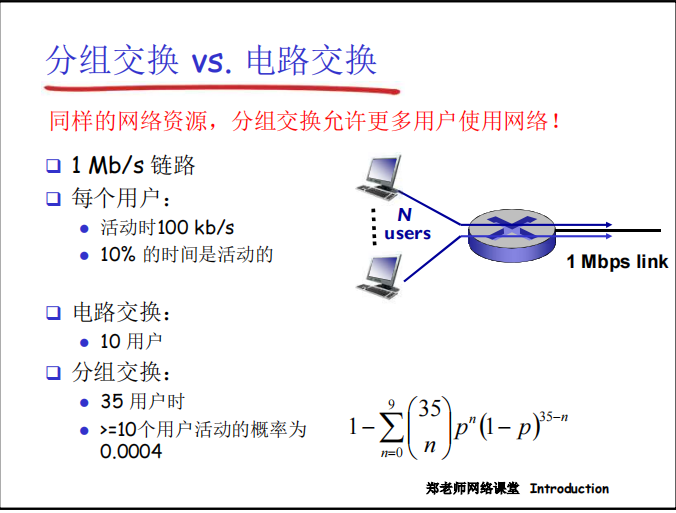 分组交换 vs. 电路交换
同样的网络资源，分组交换允许更多用户使用网络！
1 Mb/s 链路
每个用户：
活动时100 kb/s
10% 的时间是活动的
电路交换：
10 用户
分组交换：
35 用户时
>=10个用户活动的概率为
0.0004
N
users
1 Mbps link
1 − ∑_{n=0}^{9} (35 n) p^n (1 − p)^{35−n}
郑老师网络课堂 Introduction